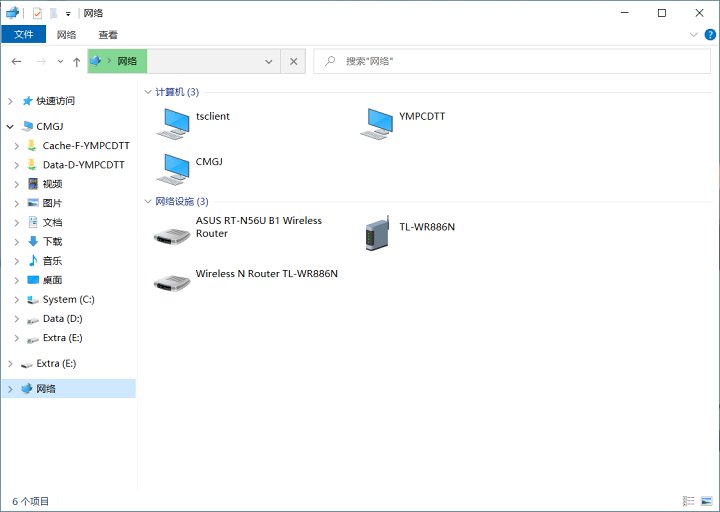 网络
文件
网络
查看
网络
搜索"网络"
快速访问
CMGJ
Cache-F-YMPCDTT
Data-D-YMPCDTT
视频
图片
文档
下载
音乐
桌面
System (C:)
Data (D:)
Extra (E:)
Extra (E:)
网络
计算机 (3)
tsclient
YMPCDTT
CMGJ
网络设施 (3)
ASUS RT-N56U B1 Wireless
Router
TL-WR886N
Wireless N Router TL-WR886N
6 个项目